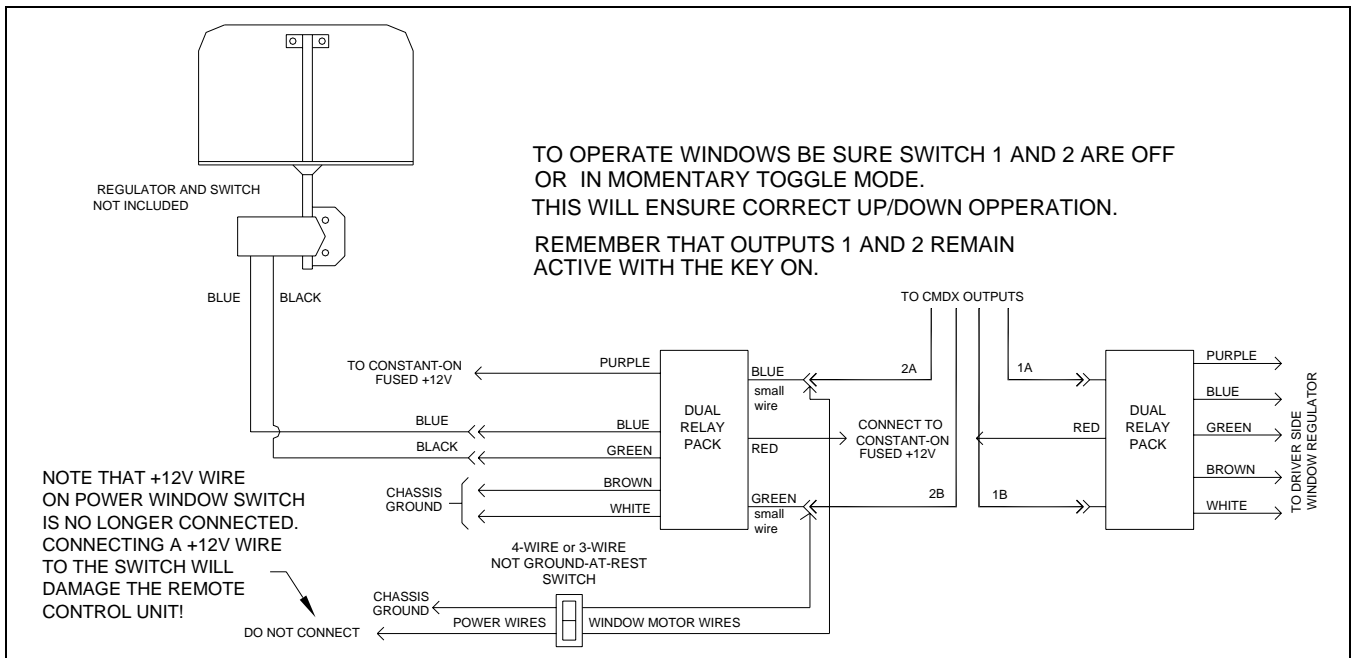 REGULATOR AND SWITCH
NOT INCLUDED
TO OPERATE WINDOWS BE SURE SWITCH 1 AND 2 ARE OFF
OR IN MOMENTARY TOGGLE MODE.
THIS WILL ENSURE CORRECT UP/DOWN OPPERATION.
REMEMBER THAT OUTPUTS 1 AND 2 REMAIN
ACTIVE WITH THE KEY ON.
BLUE
BLACK
TO CMDX OUTPUTS
TO CONSTANT-ON
FUSED +12V
PURPLE
BLUE
BLUE
BLACK
GREEN
CHASSIS
GROUND
BROWN
WHITE
DUAL
RELAY
PACK
BLUE
small
wire
RED
GREEN
small
wire
2A
CONNECT TO
CONSTANT-ON
FUSED +12V
2B
1A
RED
1B
DUAL
RELAY
PACK
PURPLE
BLUE
GREEN
BROWN
WHITE
TO DRIVER SIDE
WINDOW REGULATOR
NOTE THAT +12V WIRE
ON POWER WINDOW SWITCH
IS NO LONGER CONNECTED.
CONNECTING A +12V WIRE
TO THE SWITCH WILL
DAMAGE THE REMOTE
CONTROL UNIT!
4-WIRE or 3-WIRE
NOT GROUND-AT-REST
SWITCH
CHASSIS
GROUND
DO NOT CONNECT
POWER WIRES
WINDOW MOTOR WIRES